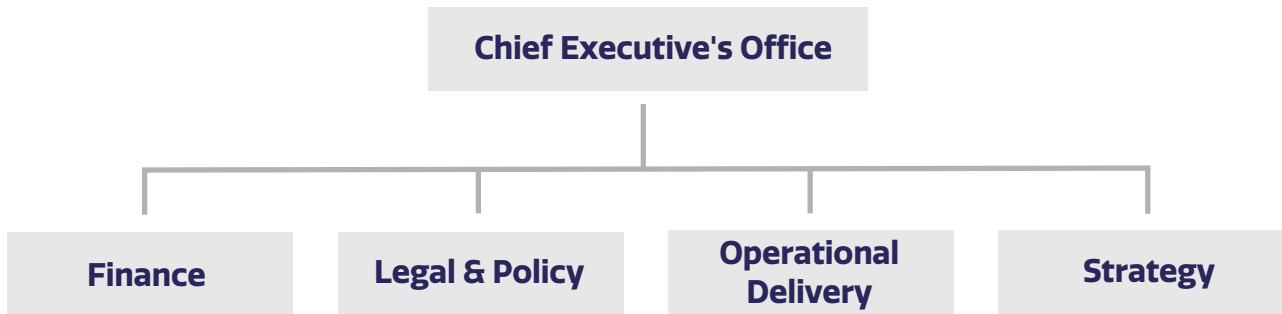 Chief Executive's Office
Finance
Legal & Policy
Operational
Delivery
Strategy